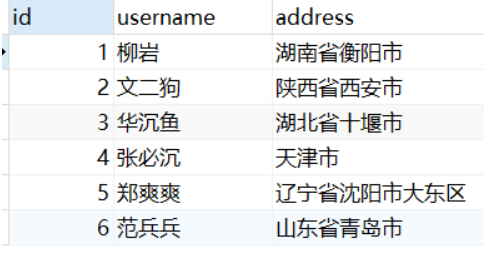 id username address
1 柳岩 湖南省衡阳市
2 文二狗 陕西省西安市
3 华沉鱼 湖北省十堰市
4 张必沉 天津市
5 郑爽爽 辽宁省沈阳市大东区
6 范兵兵 山东省青岛市